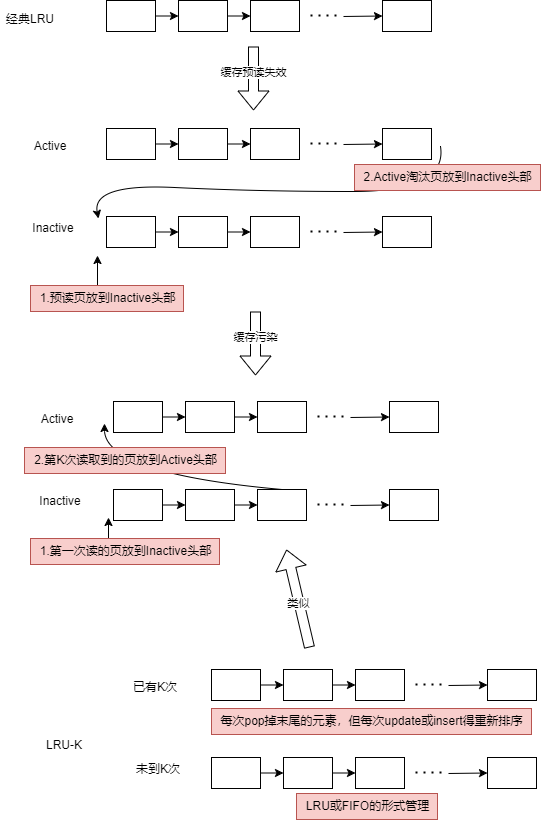 经典LRU
缓存预读失效
Active
2.Active淘汰页放到Inactive头部
Inactive
1.预读页放到Inactive头部
缓存污染
Active
2.第K次读取到的页放到Active头部
Inactive
1.第一次读的页放到Inactive头部
类似
已有K次
每次pop掉末尾的元素，但每次update或insert得重新排序
LRU-K
未到K次
LRU或FIFO的形式管理